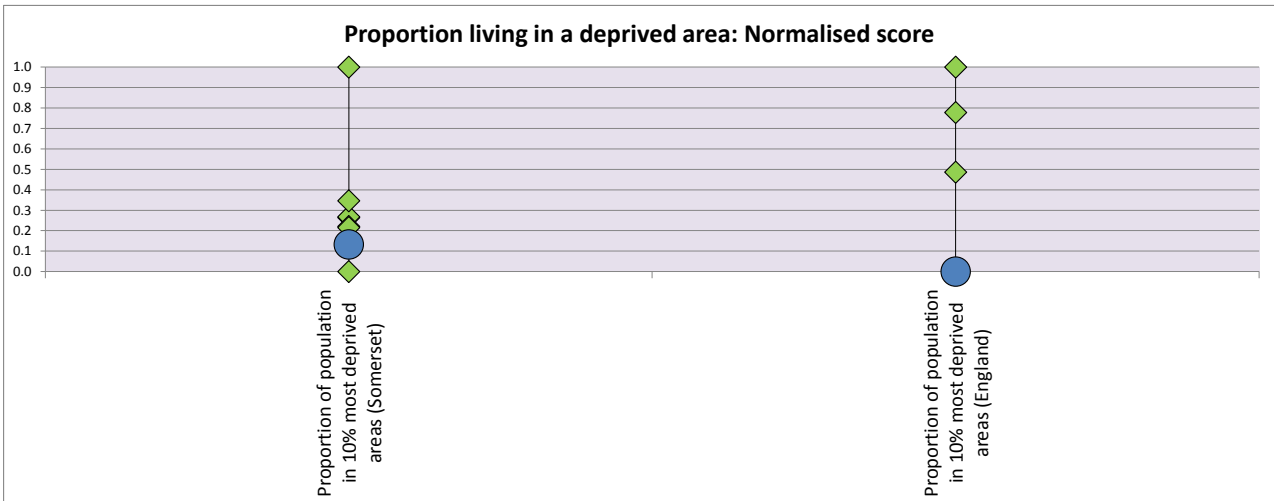 Proportion living in a deprived area: Normalised score
1.0
0.9
0.8
0.7
0.6
0.5
0.4
0.3
0.2
0.1
0.0
Proportion of population
in 10% most deprived
areas (Somerset)
Proportion of population
in 10% most deprived
areas (England)